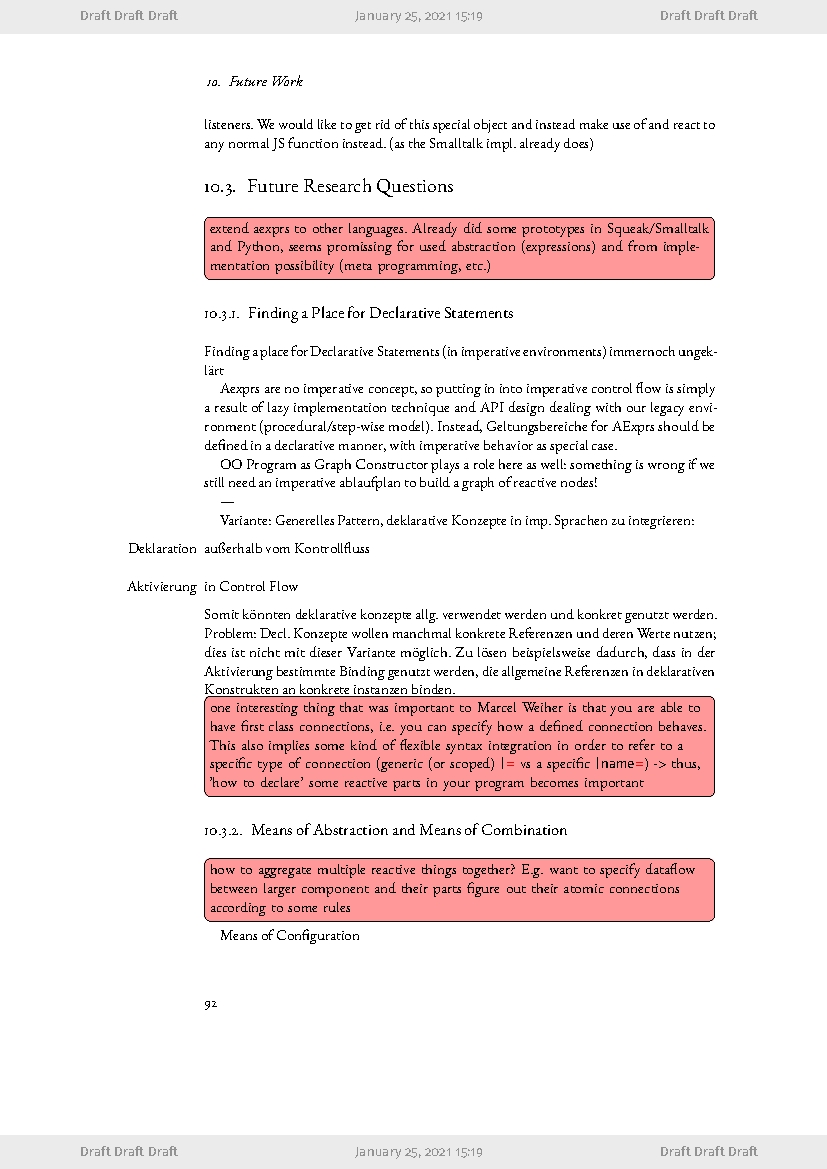 Draft Draft Draft January 25, 2021 15:19 Draft Draft Draft
10. Future Work
listeners. We would like to get rid of this special object and instead make use of and react to
any normal JS function instead. (as the Smalltalk impl. already does)
10.3. Future Research Questions
extend aexprs to other languages. Already did some prototypes in Squeak/Smalltalk
and Python, seems promissing for used abstraction (expressions) and from imple-
mentation possibility (meta programming, etc.)
10.3.1. Finding a Place for Declarative Statements
Finding a place for Declarative Statements (in imperative environments) immernoch ungek-
lärt
Aexprs are no imperative concept, so putting in into imperative control flow is simply
a result of lazy implementation technique and API design dealing with our legacy envi-
ronment (procedural/step-wise model). Instead, Geltungsbereiche for AExprs should be
defined in a declarative manner, with imperative behavior as special case.
OO Program as Graph Constructor plays a role here as well: something is wrong if we
still need an imperative ablaufplan to build a graph of reactive nodes!
—
Variante: Generelles Pattern, deklarative Konzepte in imp. Sprachen zu integrieren:
Deklaration außerhalb vom Kontrollfluss
Aktivierung in Control Flow
Somit könnten deklarative konzepte allg. verwendet werden und konkret genutzt werden.
Problem: Decl. Konzepte wollen manchmal konkrete Referenzen und deren Werte nutzen;
dies ist nicht mit dieser Variante möglich. Zu lösen beispielsweise dadurch, dass in der
Aktivierung bestimmte Binding genutzt werden, die allgemeine Referenzen in deklarativen
Konstrukten an konkrete instanzen binden.
one interesting thing that was important to Marcel Weiher is that you are able to
have first class connections, i.e. you can specify how a defined connection behaves.
This also implies some kind of flexible syntax integration in order to refer to a
specific type of connection (generic (or scoped) |= vs a specific |name=) -> thus,
'how to declare' some reactive parts in your program becomes important
10.3.2. Means of Abstraction and Means of Combination
how to aggregate multiple reactive things together? E.g. want to specify dataflow
between larger component and their parts figure out their atomic connections
according to some rules
Means of Configuration
92
Draft Draft Draft January 25, 2021 15:19 Draft Draft Draft